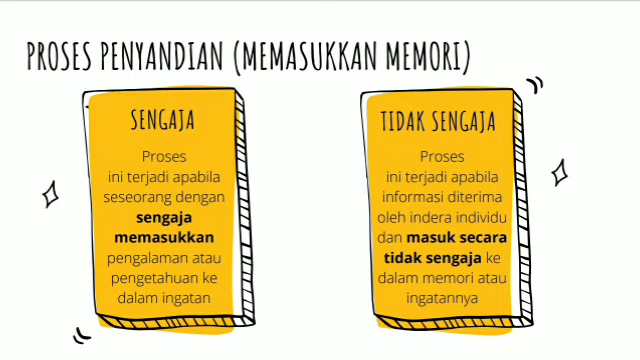 PROSES PENYANDIAN (MEMASUKKAN MEMORI)
SENGAJA
Proses
ini terjadi apabila
seseorang dengan
sengaja
memasukkan
pengalaman atau
pengetahuan ke
dalam ingatan
TIDAK SENGAJA
Proses
ini terjadi apabila
informasi diterima
oleh indera individu
dan masuk secara
tidak sengaja ke
dalam memori atau
ingatannya